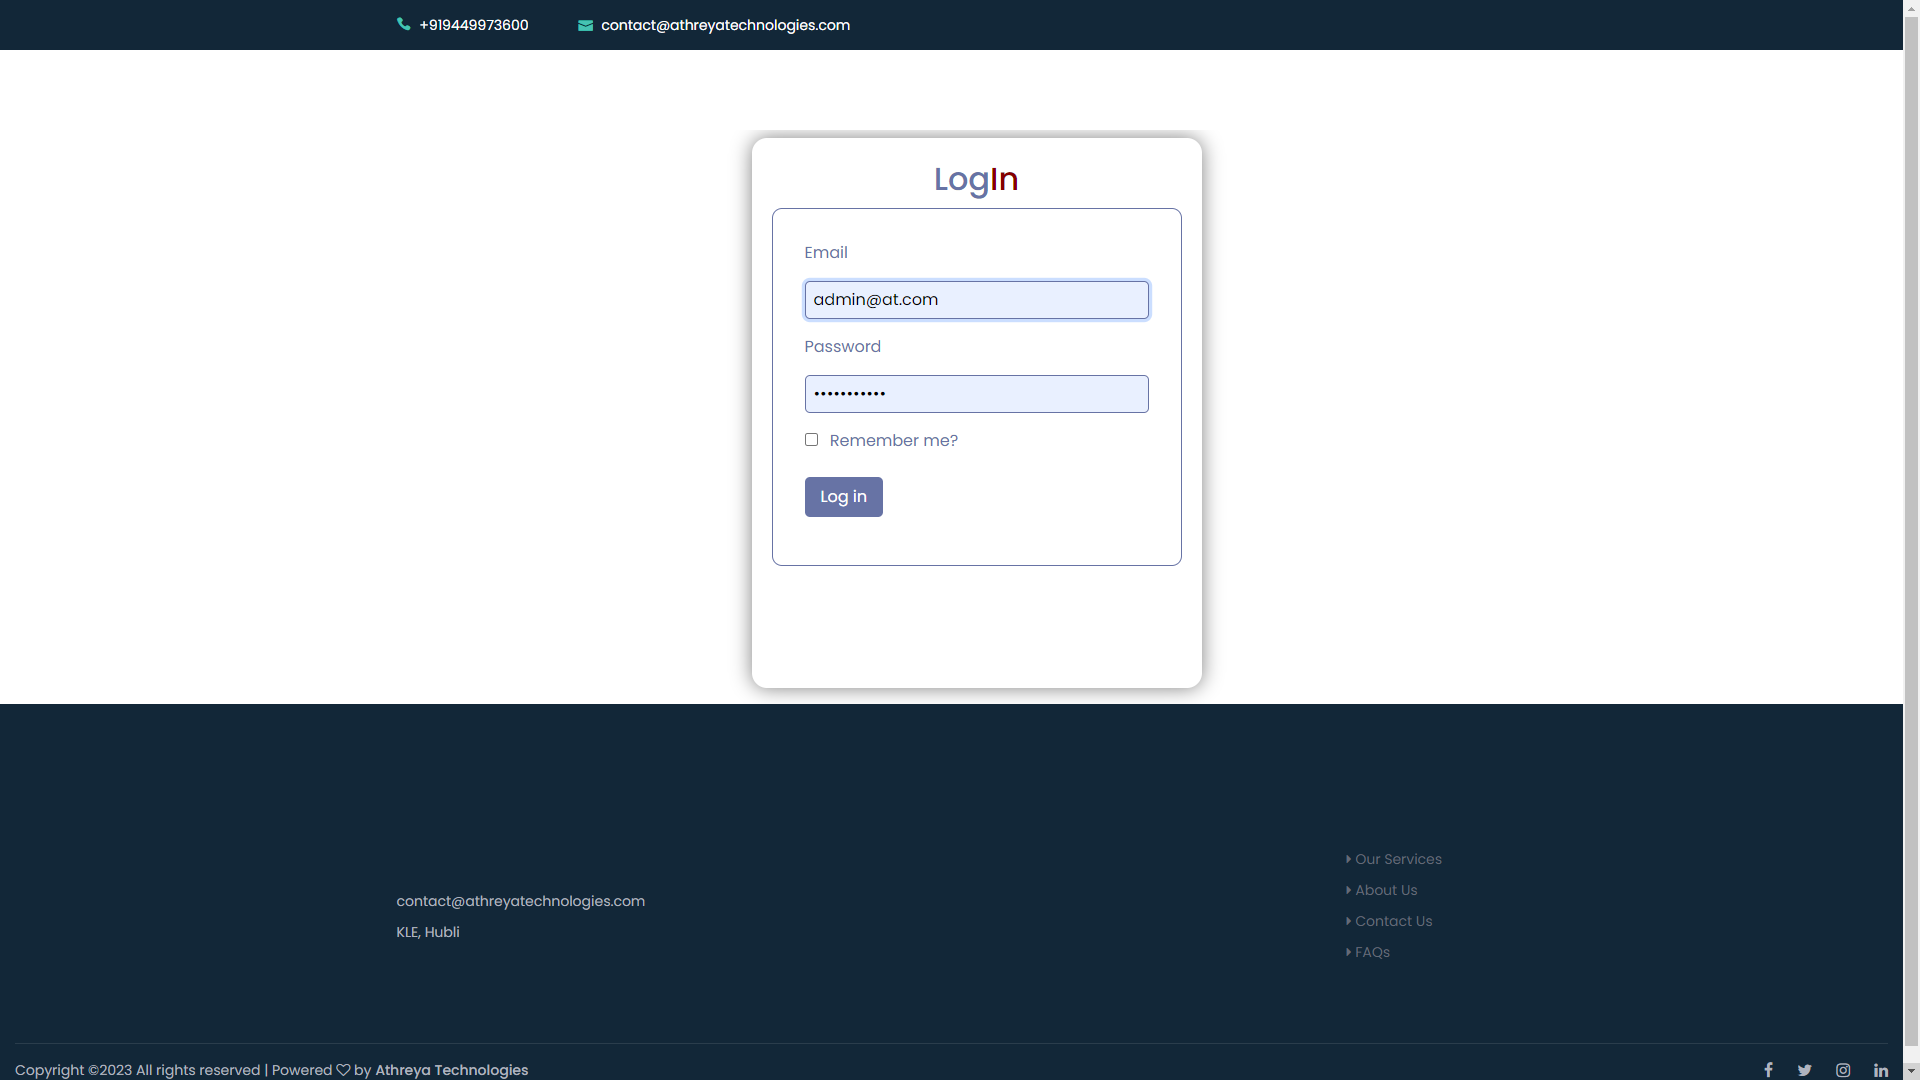 +919449973600 contact@athreyatechnologies.com
LogIn
Email
admin@at.com
Password
•••••••••••
Remember me?
Log in
contact@athreyatechnologies.com
KLE, Hubli
Our Services
About Us
Contact Us
FAQs
Copyright ©2023 All rights reserved | Powered ♡ by Athreya Technologies